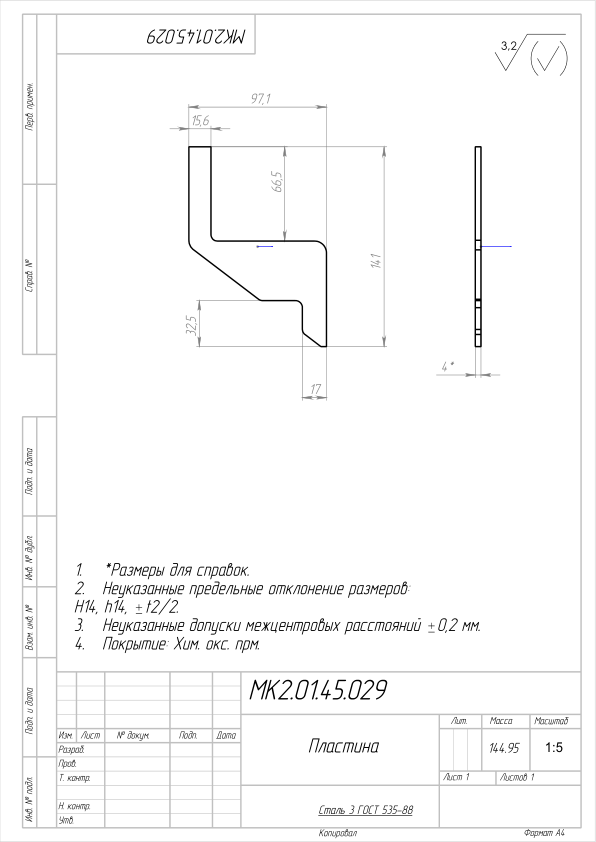 МК2.01.45.029
3,2
97,1
15,6
66,5
141
32,5
17
4*
1. *Размеры для справок.
2. Неуказанные предельные отклонение размеров:
H14, h14, ± t2/2.
3. Неуказанные допуски межцентровых расстояний ±0,2 мм.
4. Покрытие: Хим. окс. прм.
Перв. примен.
Справ. №
Подп. и дата
Инв. № дубл.
Взам. инв. №
Подп. и дата
Инв. № подл.
МК2.01.45.029
Изм. Лист № докум. Подп. Дата
Разраб.
Пров.
Т. контр.
Н. контр.
Утв.
Пластина
Лит. Масса Масштаб
144.95 1:5
Лист 1 Листов 1
Сталь 3 ГОСТ 535-88
Копировал Формат А4